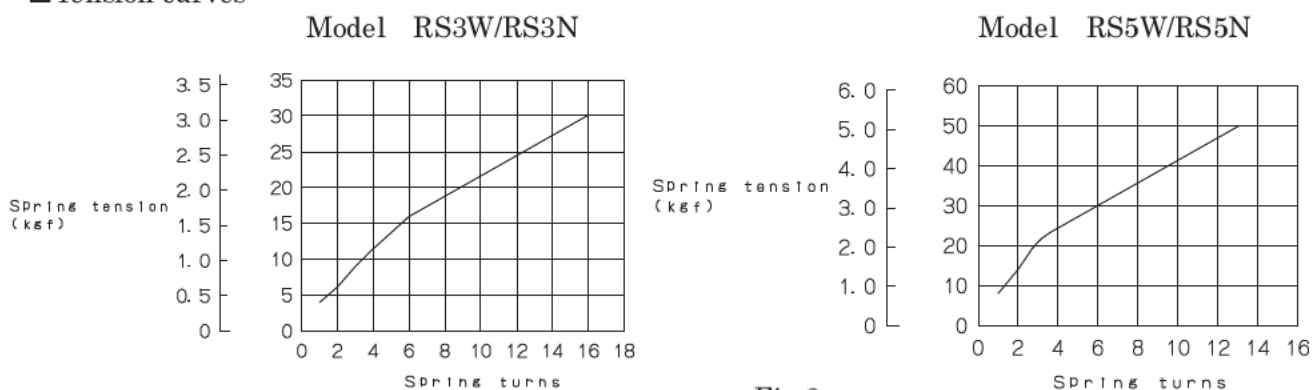 Tension curves
Model RS3W/RS3N
Model RS5W/RS5N
3.5
3.0
2.5
2.0
1.5
1.0
0.5
0
Spring tension
(kgf)
35
30
25
20
15
10
5
0
0 2 4 6 8 10 12 14 16 18
Spring turns
6.0
5.0
4.0
3.0
2.0
1.0
0
Spring tension
(kgf)
60
50
40
30
20
10
0
0 2 4 6 8 10 12 14 16
Spring turns